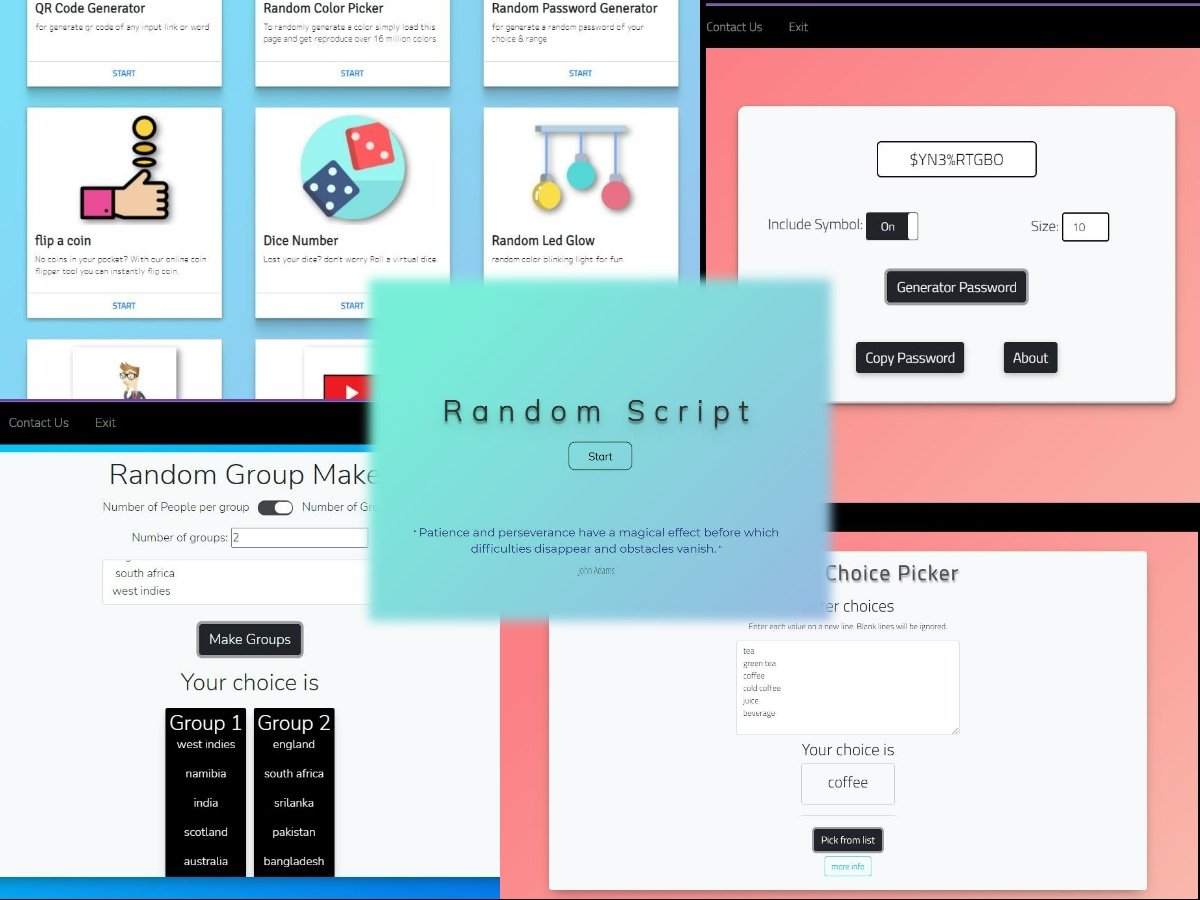 QR Code Generator
for generate qr code of any input link or word
START
Random Color Picker
To randomly generate a color simply load this
page and get reproduce over 16 million colors
START
Random Password Generator
for generate a random password of your
choice & range
START
flip a coin
No coins in your pocket? With our online coin
flipper tool you can instantly flip coin.
START
Dice Number
Lost your dice? don't worry Roll a virtual dice
START
Random Led Glow
random color blinking light for fun
Contact Us Exit
$YN3%RTGBO
Include Symbol: On Size: 10
Generator Password
Copy Password About
Random Script
Start
" Patience and perseverance have a magical effect before which
difficulties disappear and obstacles vanish. "
John Adams
Contact Us Exit
Random Group Make
Number of People per group Number of Gr
Number of groups: 2
south africa
west indies
Make Groups
Your choice is
Group 1
west indies
namibia
india
scotland
australia
Group 2
england
south africa
srilanka
pakistan
bangladesh
Choice Picker
ter choices
Enter each value on a new line. Blank lines will be ignored.
tea
green tea
coffee
cold coffee
juice
beverage
Your choice is
coffee
Pick from list
more info